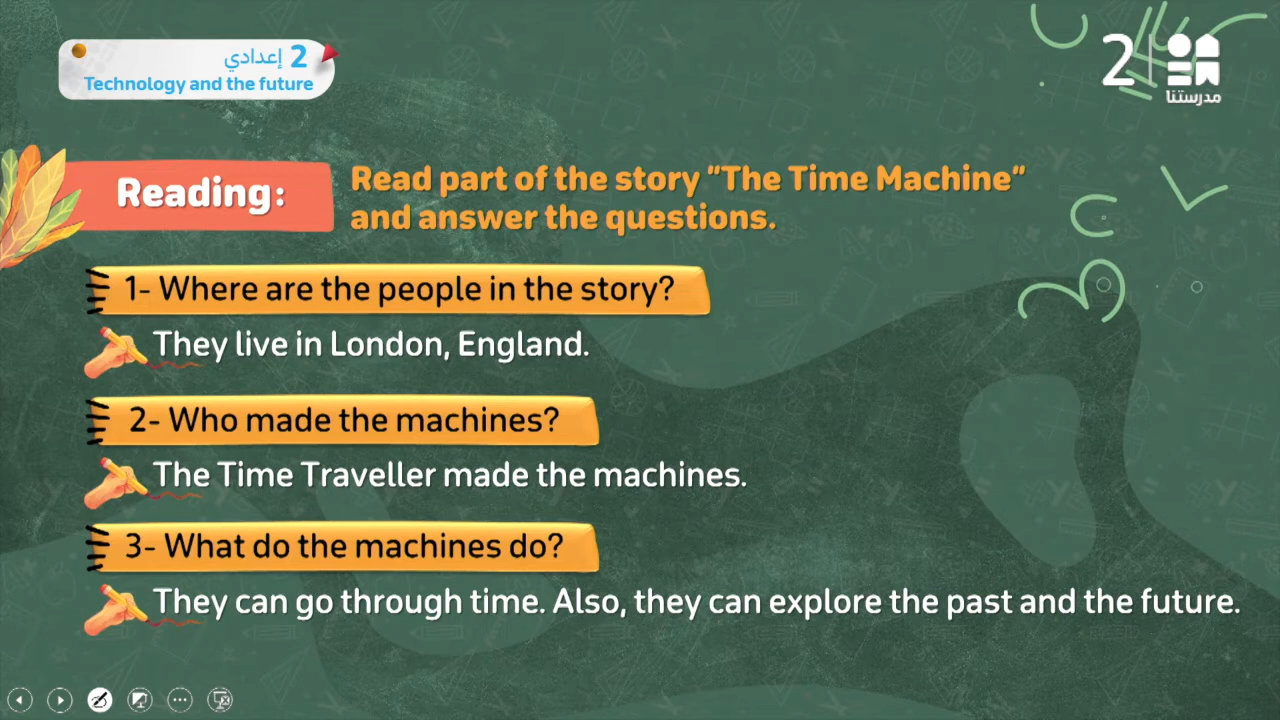 2 إعدادي
Technology and the future
2
مدرستنا
Reading:
Read part of the story "The Time Machine"
and answer the questions.
1- Where are the people in the story?
They live in London, England.
2- Who made the machines?
The Time Traveller made the machines.
3- What do the machines do?
They can go through time. Also, they can explore the past and the future.